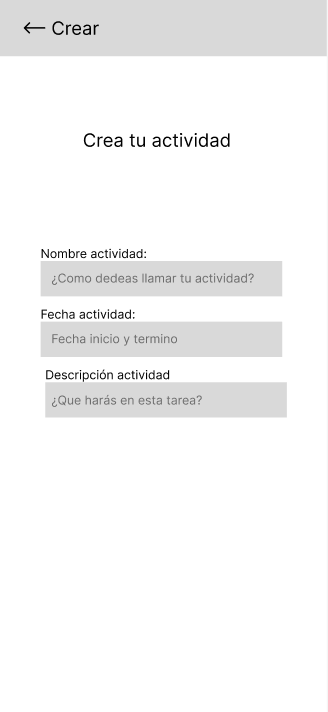 Crear
Crea tu actividad
Nombre actividad:
¿Como dedeas llamar tu actividad?
Fecha actividad:
Fecha inicio y termino
Descripción actividad
¿Que harás en esta tarea?